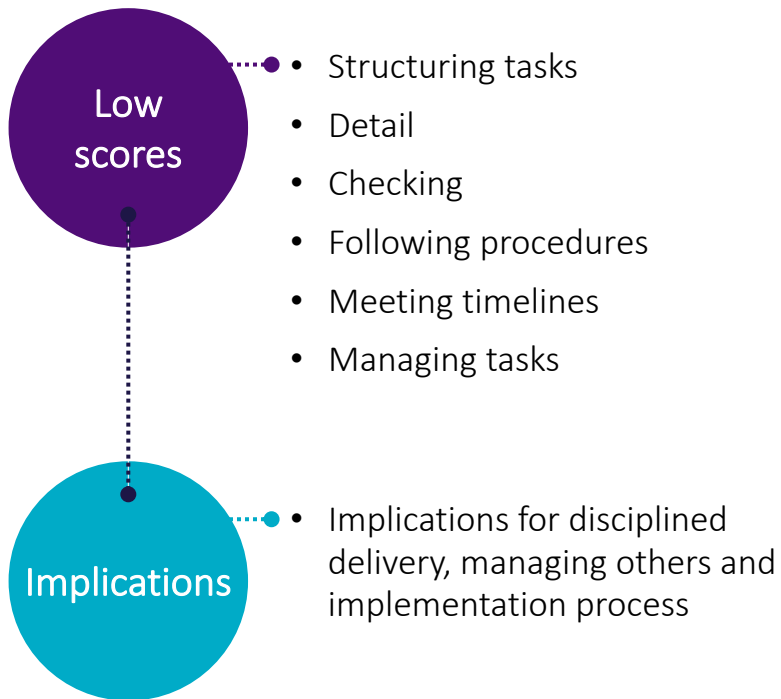 Low
scores
• Structuring tasks
• Detail
• Checking
• Following procedures
• Meeting timelines
• Managing tasks
Implications
• Implications for disciplined
delivery, managing others and
implementation process